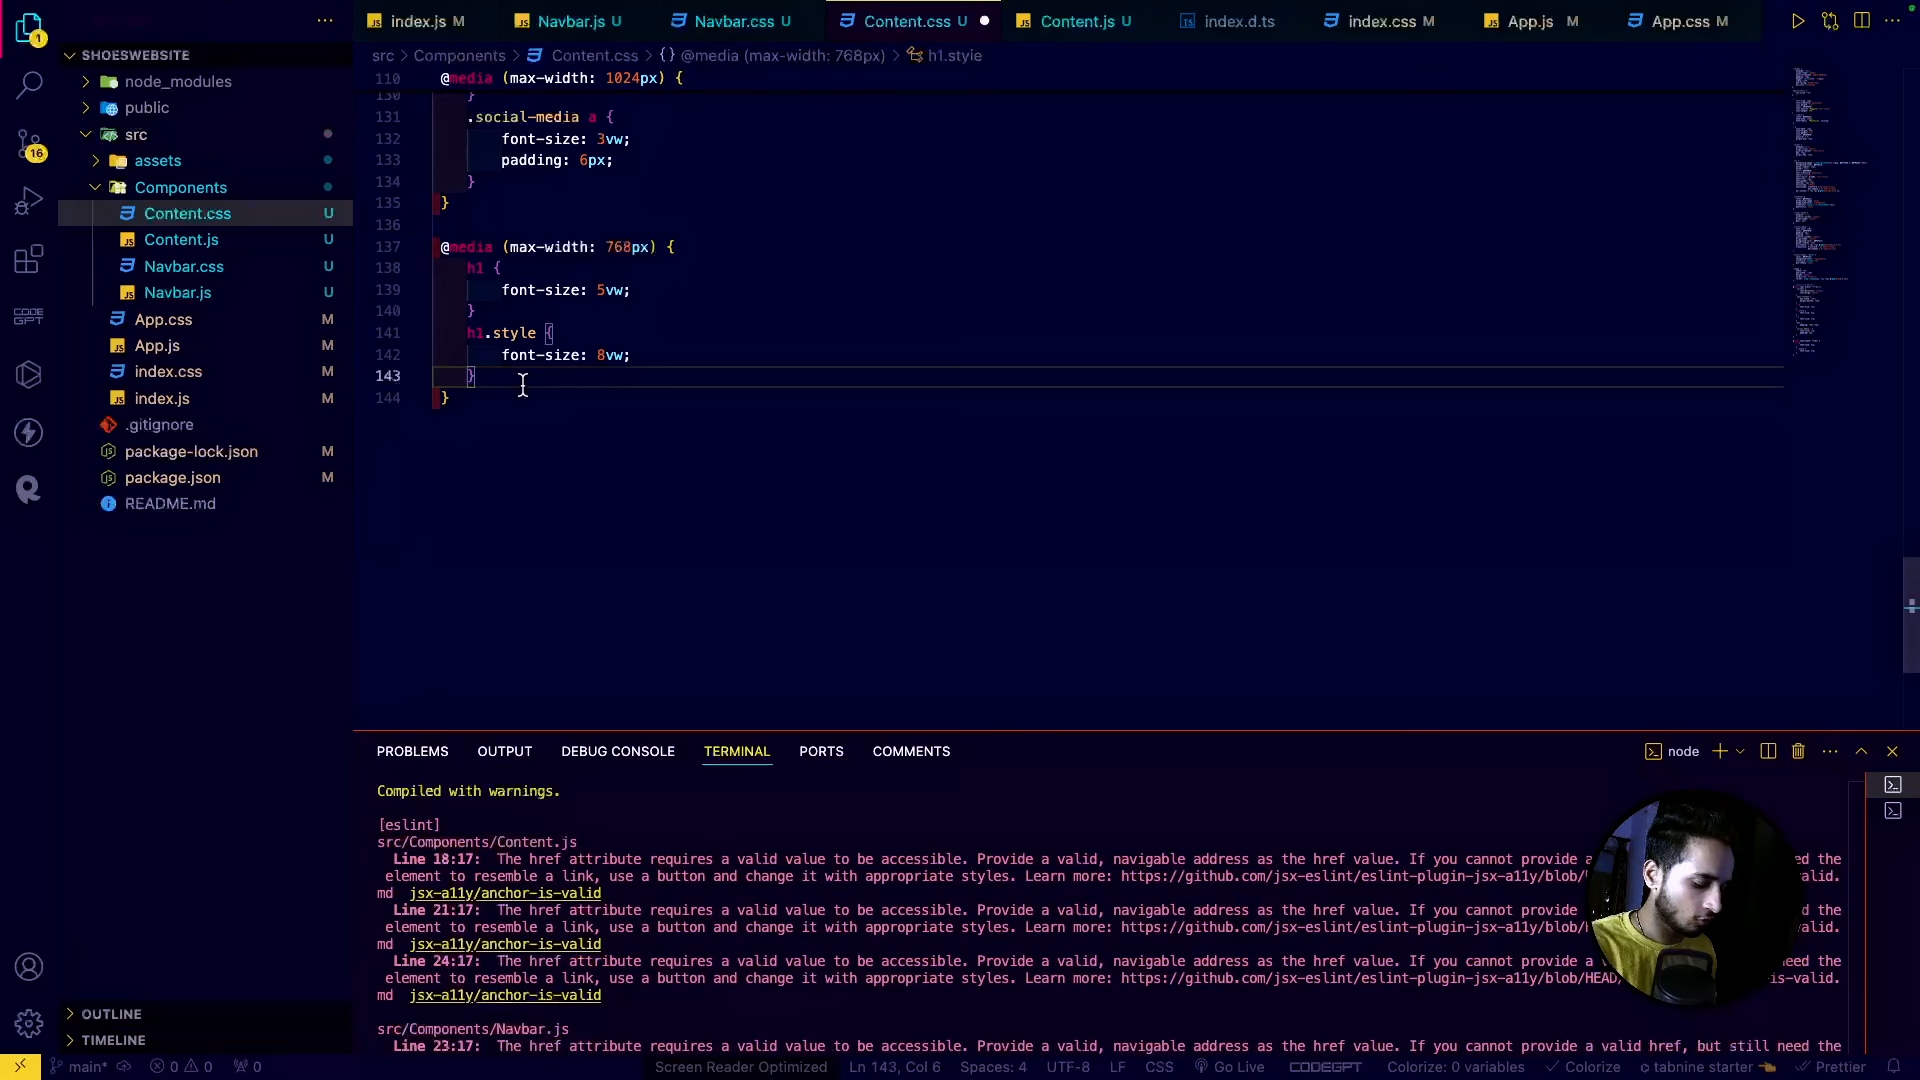 index.js M
Navbar.js U
Navbar.css U
Content.css U
Content.js U
index.d.ts
index.css M
App.js M
App.css M
SHOESWEBSITE
node_modules
public
src
assets
Components
Content.css U
Content.js U
Navbar.css U
Navbar.js U
App.css M
App.js M
index.css M
index.js M
.gitignore
package-lock.json M
package.json M
README.md
OUTLINE
TIMELINE
1
16
CODE
GPT
src > Components > Content.css > {} @media (max-width: 768px) > h1.style
110 @media (max-width: 1024px) {
130 }
131 .social-media a {
132 font-size: 3vw;
133 padding: 6px;
134 }
135 }
136
137 @media (max-width: 768px) {
138 h1 {
139 font-size: 5vw;
140 }
141 h1.style {
142 font-size: 8vw;
143 }
144 }
PROBLEMS OUTPUT DEBUG CONSOLE TERMINAL PORTS COMMENTS
node
Compiled with warnings.
[eslint]
src/Components/Content.js
Line 18:17: The href attribute requires a valid value to be accessible. Provide a valid, navigable address as the href value. If you cannot provide a
element to resemble a link, use a button and change it with appropriate styles. Learn more: https://github.com/jsx-eslint/eslint-plugin-jsx-a11y/blob/
md jsx-a11y/anchor-is-valid
Line 21:17: The href attribute requires a valid value to be accessible. Provide a valid, navigable address as the href value. If you cannot provide
element to resemble a link, use a button and change it with appropriate styles. Learn more: https://github.com/jsx-eslint/eslint-plugin-jsx-a11y/blob/
md jsx-a11y/anchor-is-valid
Line 24:17: The href attribute requires a valid value to be accessible. Provide a valid, navigable address as the href value. If you cannot provide a
element to resemble a link, use a button and change it with appropriate styles. Learn more: https://github.com/jsx-eslint/eslint-plugin-jsx-a11y/blob/HEAD/ is-valid.
md jsx-a11y/anchor-is-valid
src/Components/Navbar.js
Line 23:17: The href attribute requires a valid value to be accessible. Provide a valid, navigable address as the href value. If you cannot provide a valid href, but still need the
main* 0 0 0
Screen Reader Optimized Ln 143, Col 6 Spaces: 4 UTF-8 LF CSS Go Live CODEGPT Colorize: 0 variables Colorize tabnine starter Prettier